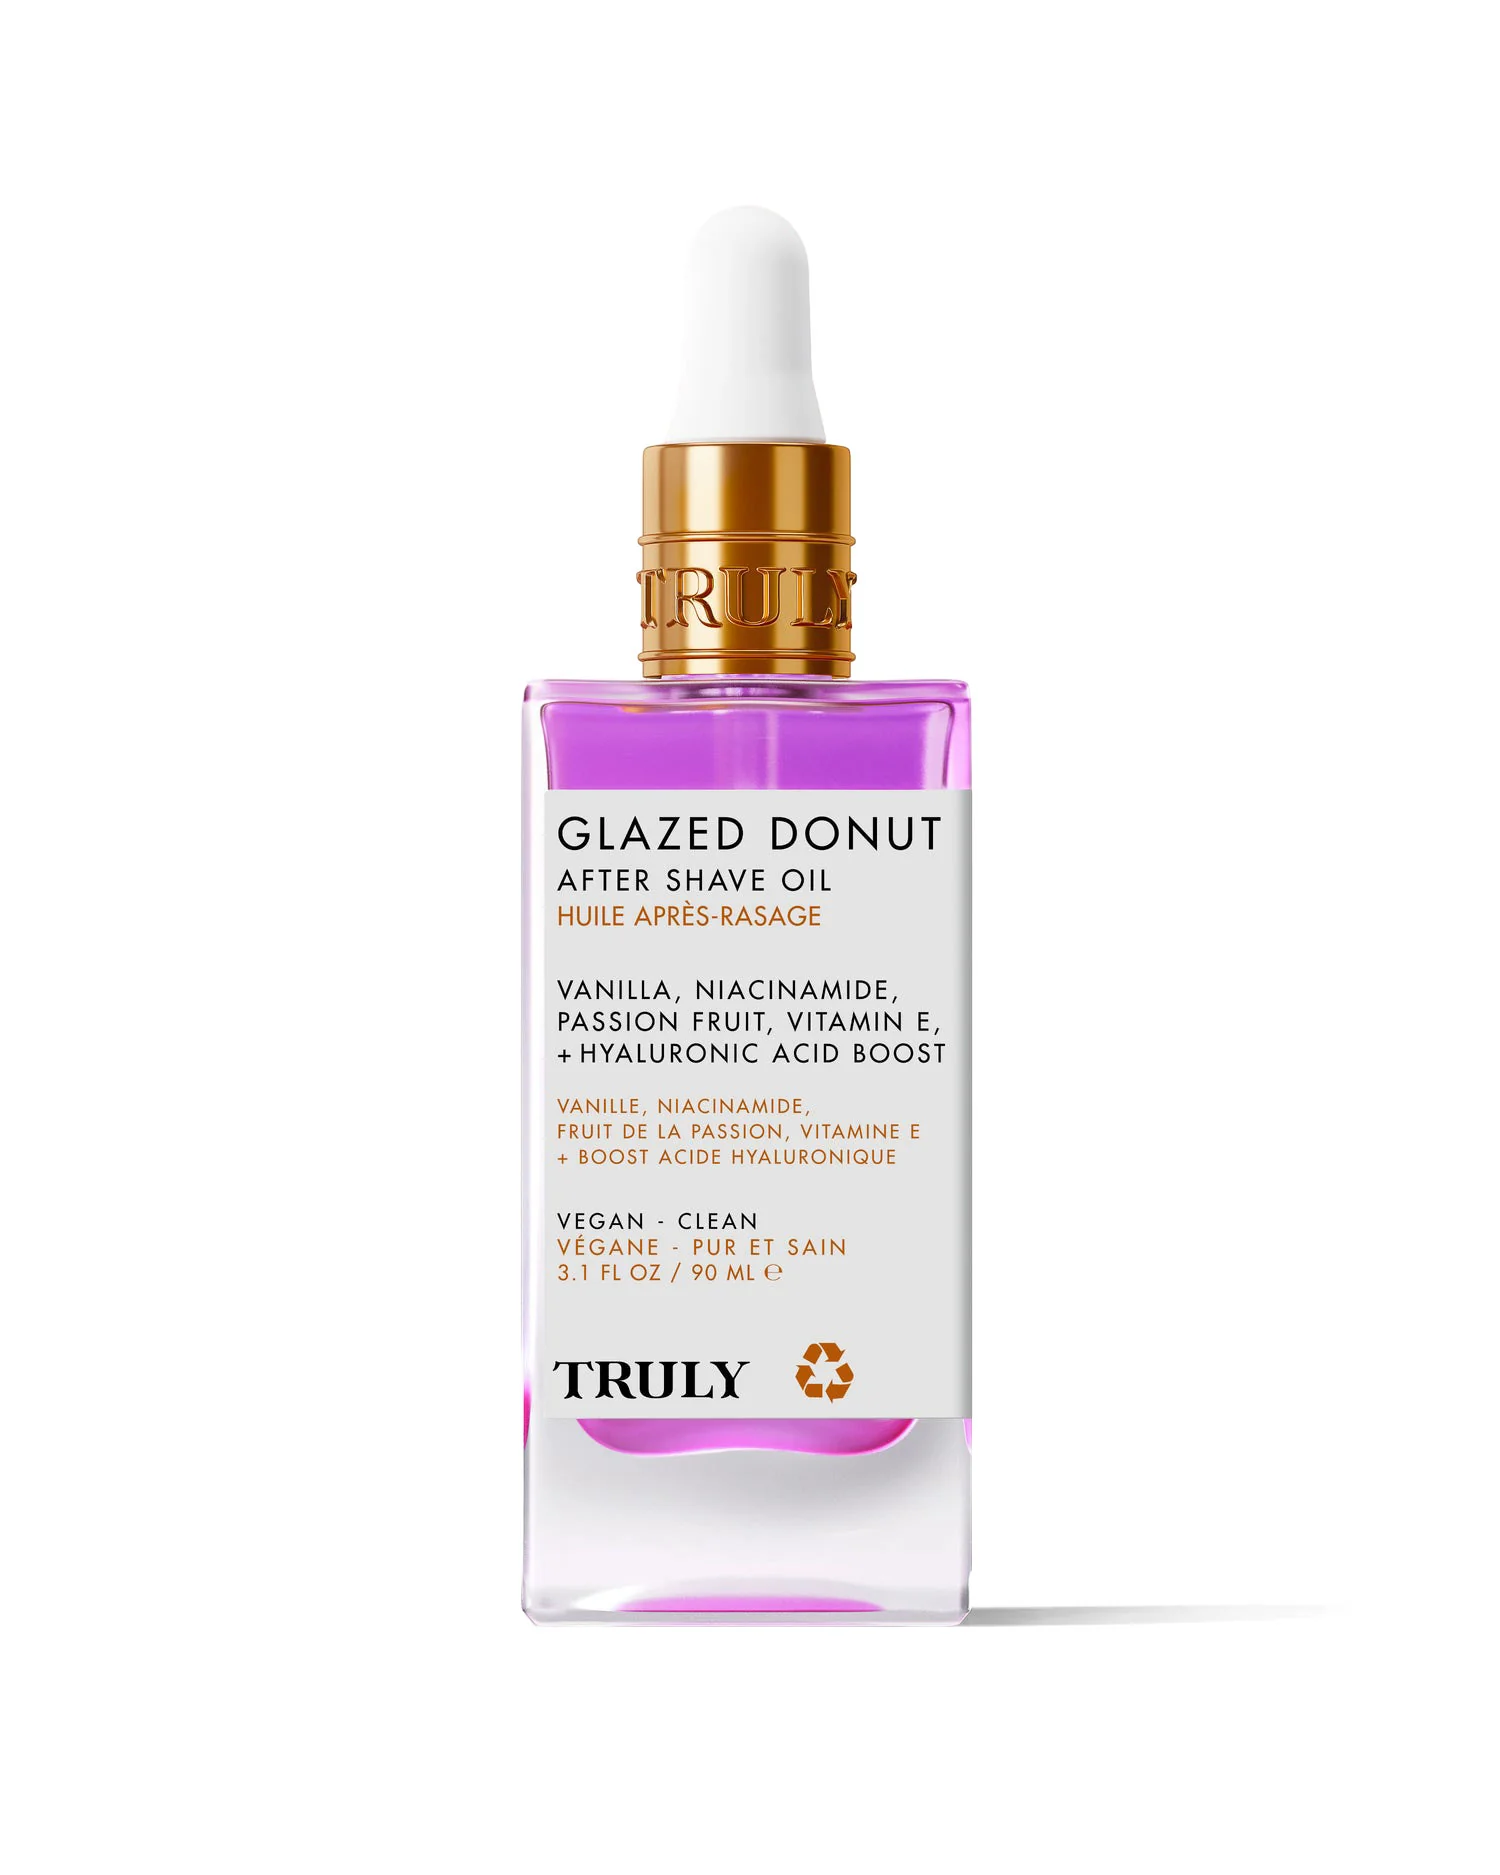 TRULY
GLAZED DONUT
AFTER SHAVE OIL
HUILE APRÈS-RASAGE
VANILLA, NIACINAMIDE,
PASSION FRUIT, VITAMIN E,
+ HYALURONIC ACID BOOST
VANILLE, NIACINAMIDE,
FRUIT DE LA PASSION, VITAMINE E
+ BOOST ACIDE HYALURONIQUE
VEGAN - CLEAN
VÉGANE - PUR ET SAIN
3.1 FL OZ / 90 ML ℮
TRULY